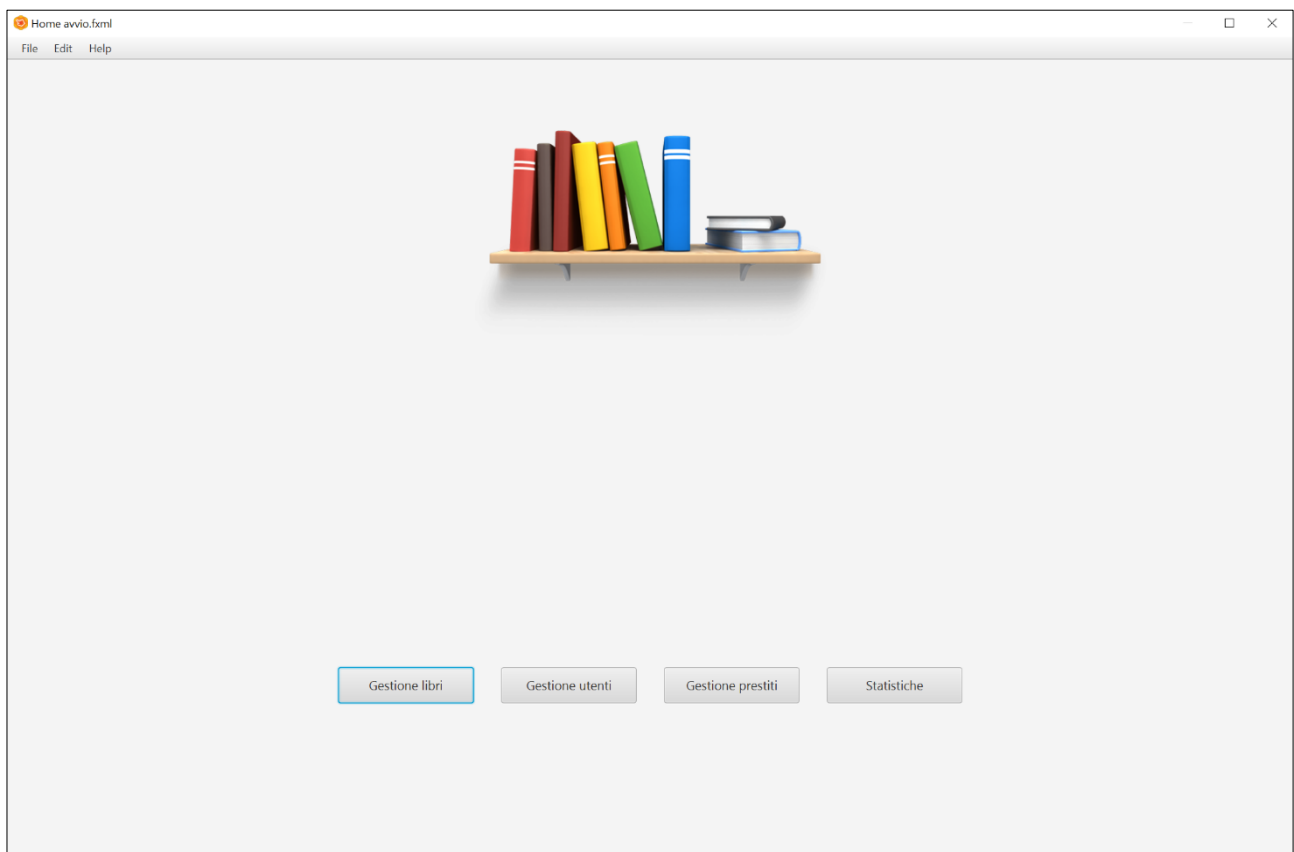 Home avvio.fxml
File Edit Help
Gestione libri Gestione utenti Gestione prestiti Statistiche